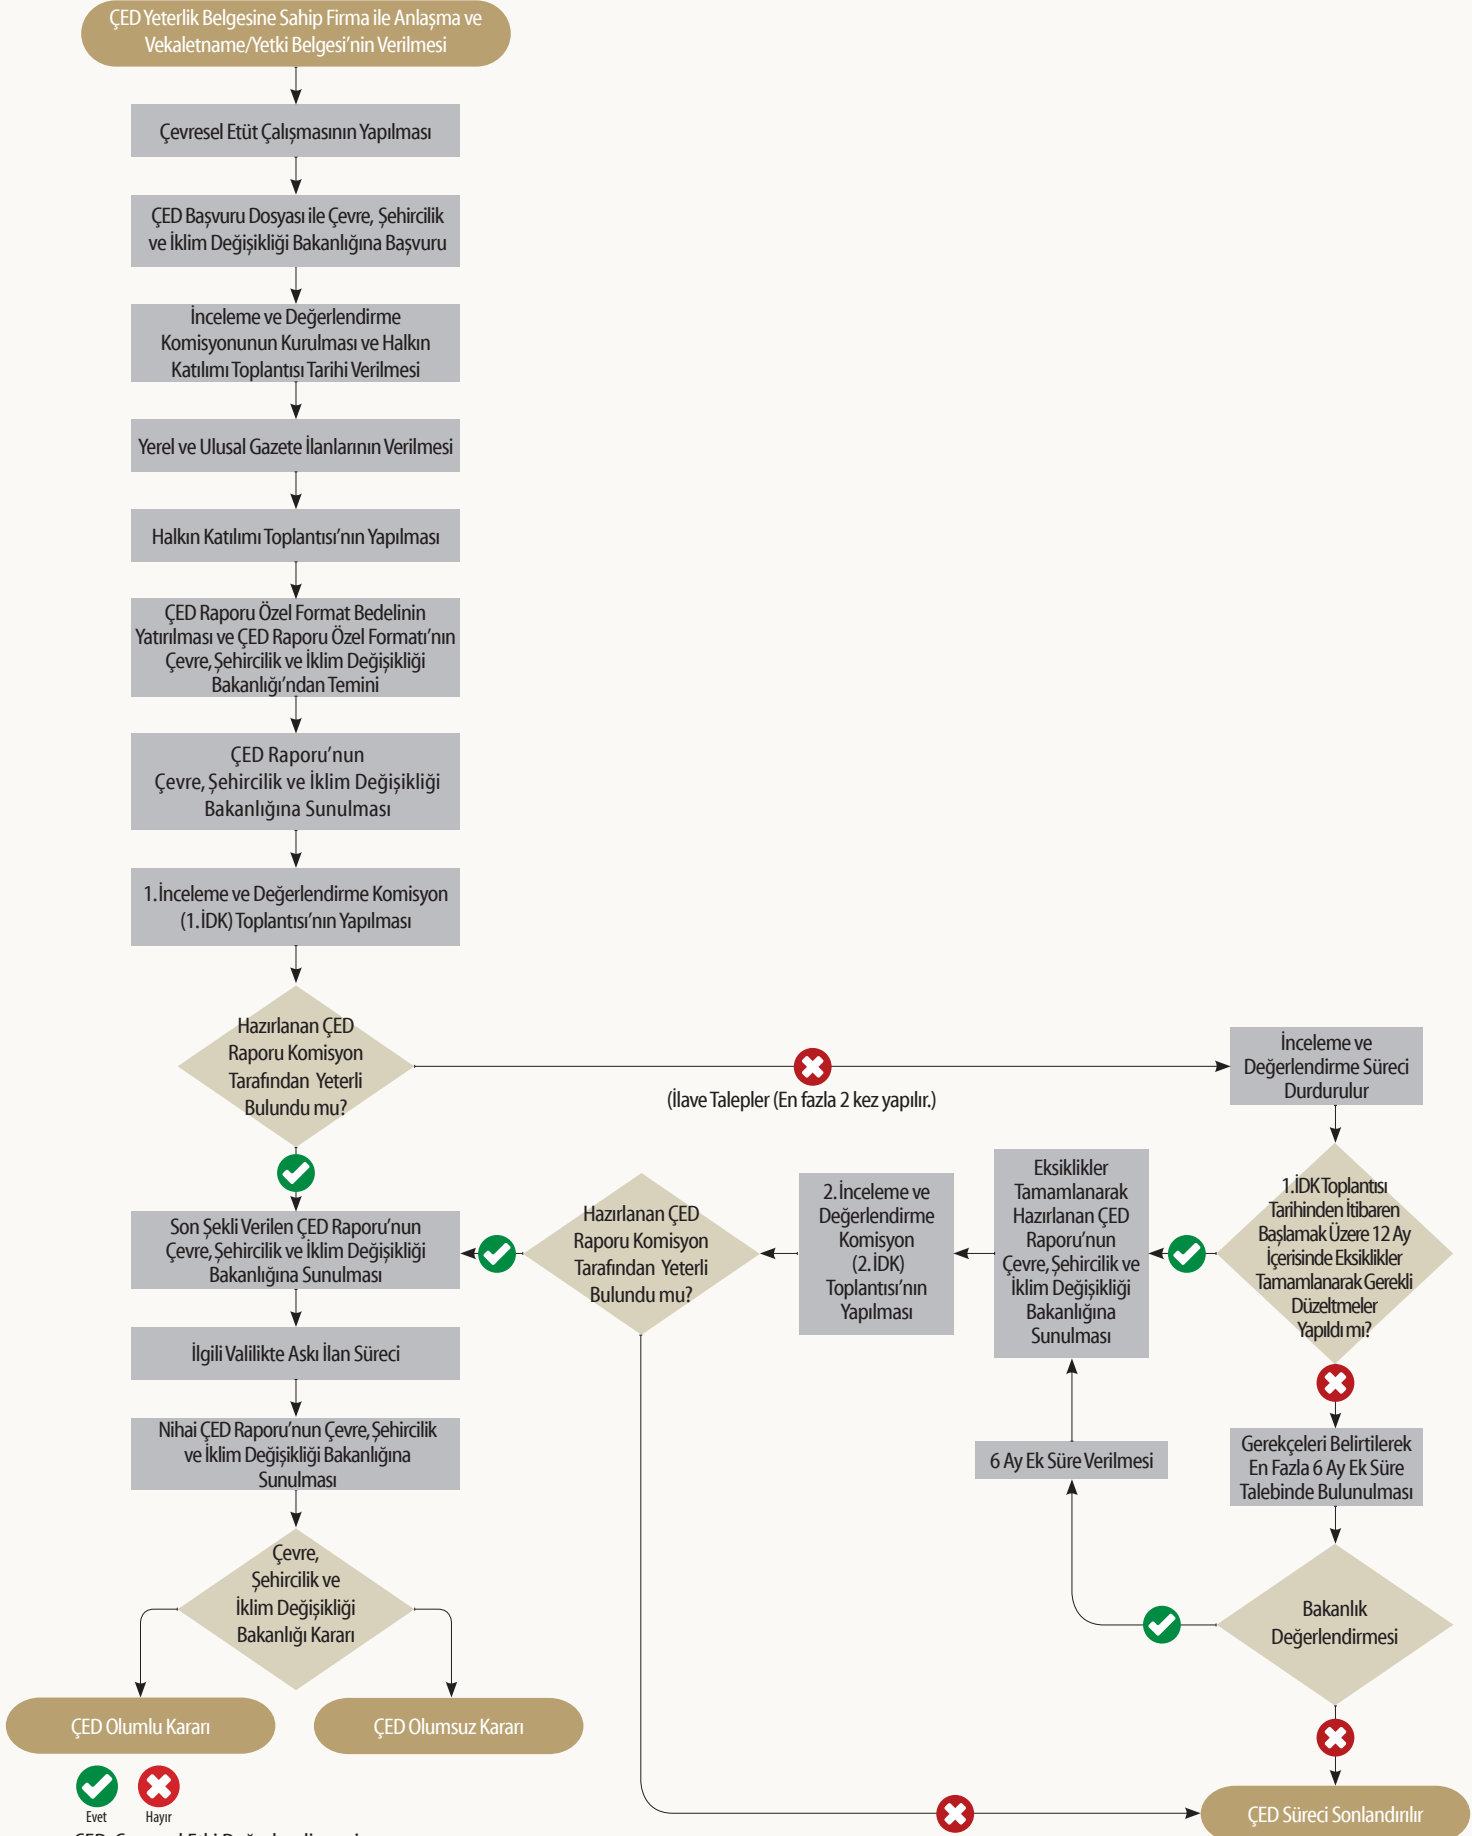 ÇED Yeterlik Belgesine Sahip Firma ile Anlaşma ve
Vekaletname/Yetki Belgesi’nin Verilmesi
Çevresel Etüt Çalışmasının Yapılması
ÇED Başvuru Dosyası ile Çevre, Şehircilik
ve İklim Değişikliği Bakanlığına Başvuru
İnceleme ve Değerlendirme
Komisyonunun Kurulması ve Halkın
Katılımı Toplantısı Tarihi Verilmesi
Yerel ve Ulusal Gazete İlanlarının Verilmesi
Halkın Katılımı Toplantısı’nın Yapılması
ÇED Raporu Özel Format Bedelinin
Yatırılması ve ÇED Raporu Özel Formatı’nın
Çevre, Şehircilik ve İklim Değişikliği
Bakanlığı’ndan Temini
ÇED Raporu’nun
Çevre, Şehircilik ve İklim Değişikliği
Bakanlığına Sunulması
1. İnceleme ve Değerlendirme Komisyon
(1. İDK) Toplantısı’nın Yapılması
Hazırlanan ÇED
Raporu Komisyon
Tarafından Yeterli
Bulundu mu?
(İlave Talepler (En fazla 2 kez yapılır.)
İnceleme ve
Değerlendirme Süreci
Durdurulur
1. İDK Toplantısı
Tarihinden İtibaren
Başlamak Üzere 12 Ay
İçerisinde Eksiklikler
Tamamlanarak Gerekli
Düzeltmeler
Yapıldı mı?
Eksiklikler
Tamamlanarak
Hazırlanan ÇED
Raporu’nun
Çevre, Şehircilik ve
İklim Değişikliği
Bakanlığına
Sunulması
2. İnceleme ve
Değerlendirme
Komisyon
(2. İDK)
Toplantısı’nın
Yapılması
Hazırlanan ÇED
Raporu Komisyon
Tarafından Yeterli
Bulundu mu?
Son Şekli Verilen ÇED Raporu’nun
Çevre, Şehircilik ve İklim Değişikliği
Bakanlığına Sunulması
İlgili Valilikte Askı İlan Süreci
Nihai ÇED Raporu’nun Çevre, Şehircilik
ve İklim Değişikliği Bakanlığına
Sunulması
Gerekçeleri Belirtilerek
En Fazla 6 Ay Ek Süre
Talebinde Bulunulması
6 Ay Ek Süre Verilmesi
Bakanlık
Değerlendirmesi
Çevre,
Şehircilik ve
İklim Değişikliği
Bakanlığı Kararı
ÇED Olumlu Kararı
ÇED Olumsuz Kararı
ÇED Süreci Sonlandırılır
Evet
Hayır